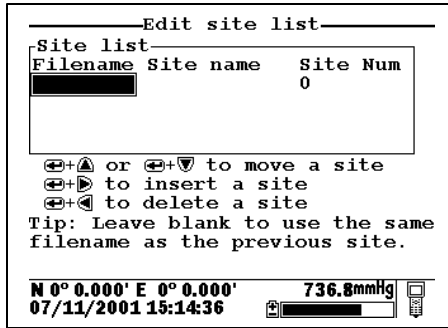 Edit site list
Site list
Filename Site name Site Num
0
+ or + to move a site
+ to insert a site
+ to delete a site
Tip: Leave blank to use the same
filename as the previous site.
N 0° 0.000' E 0° 0.000' 736.8mmHg
07/11/2001 15:14:36